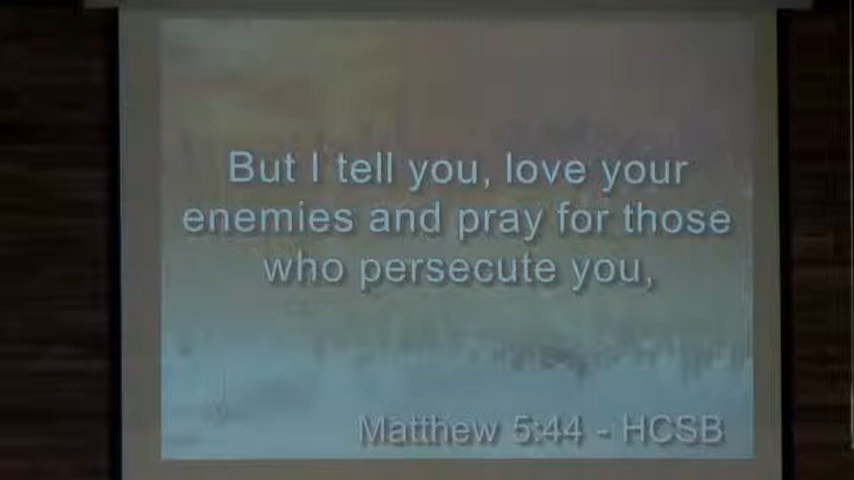 But I tell you, love your
enemies and pray for those
who persecute you,
Matthew 5:44 - HCSB